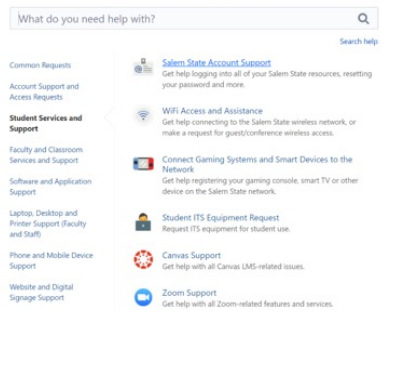 What do you need help with?
Search help
Common Requests
Account Support and
Access Requests
Student Services and
Support
Faculty and Classroom
Services and Support
Software and Application
Support
Laptop, Desktop and
Printer Support (Faculty
and Staff)
Phone and Mobile Device
Support
Website and Digital
Signage Support
Salem State Account Support
Get help logging into all of your Salem State resources, resetting
your password and more.
WiFi Access and Assistance
Get help connecting to the Salem State wireless network, or
make a request for guest/conference wireless access.
Connect Gaming Systems and Smart Devices to the
Network
Get help registering your gaming console, smart TV or other
device on the Salem State network.
Student ITS Equipment Request
Request ITS equipment for student use.
Canvas Support
Get help with all Canvas LMS-related issues.
Zoom Support
Get help with all Zoom-related features and services.